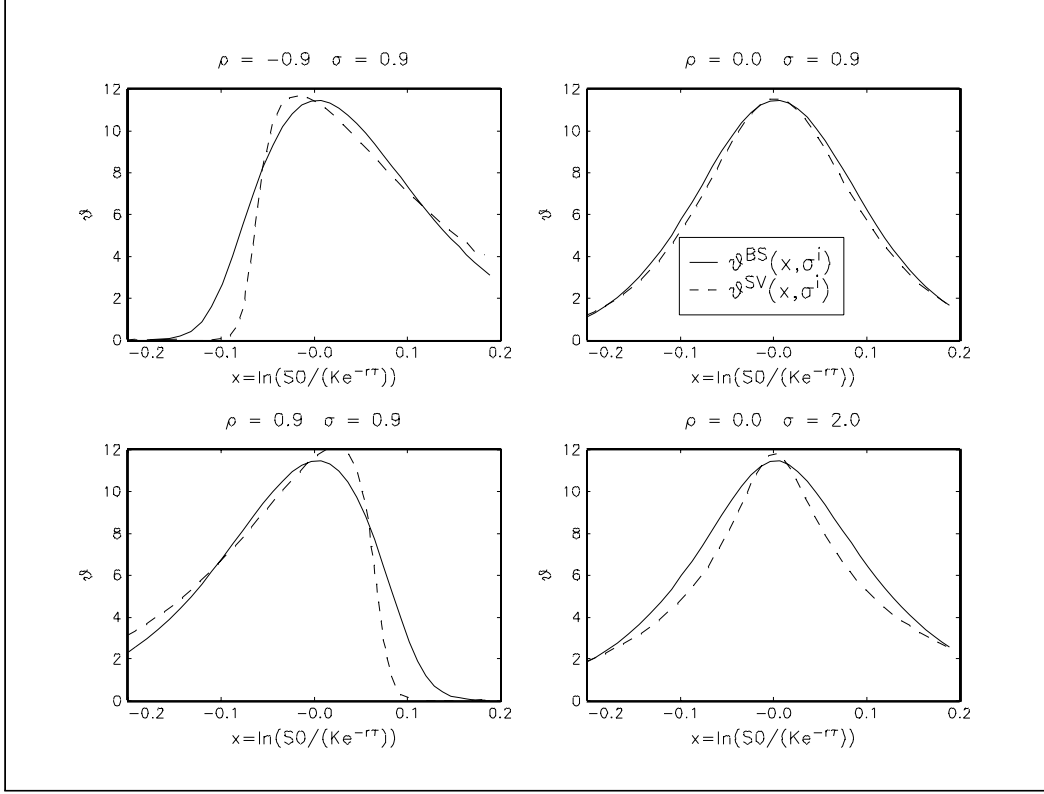 ρ = −0.9 σ = 0.9
12
10
8
6
4
2
0
ϑ
−0.2 −0.1 −0.0 0.1 0.2
x=ln(S0/(Ke^−rτ))
ρ = 0.0 σ = 0.9
12
10
8
6
4
2
0
ϑ
ϑ^BS(x,σ^i)
ϑ^SV(x,σ^i)
−0.2 −0.1 −0.0 0.1 0.2
x=ln(S0/(Ke^−rτ))
ρ = 0.9 σ = 0.9
12
10
8
6
4
2
0
ϑ
−0.2 −0.1 −0.0 0.1 0.2
x=ln(S0/(Ke^−rτ))
ρ = 0.0 σ = 2.0
12
10
8
6
4
2
0
ϑ
−0.2 −0.1 −0.0 0.1 0.2
x=ln(S0/(Ke^−rτ))